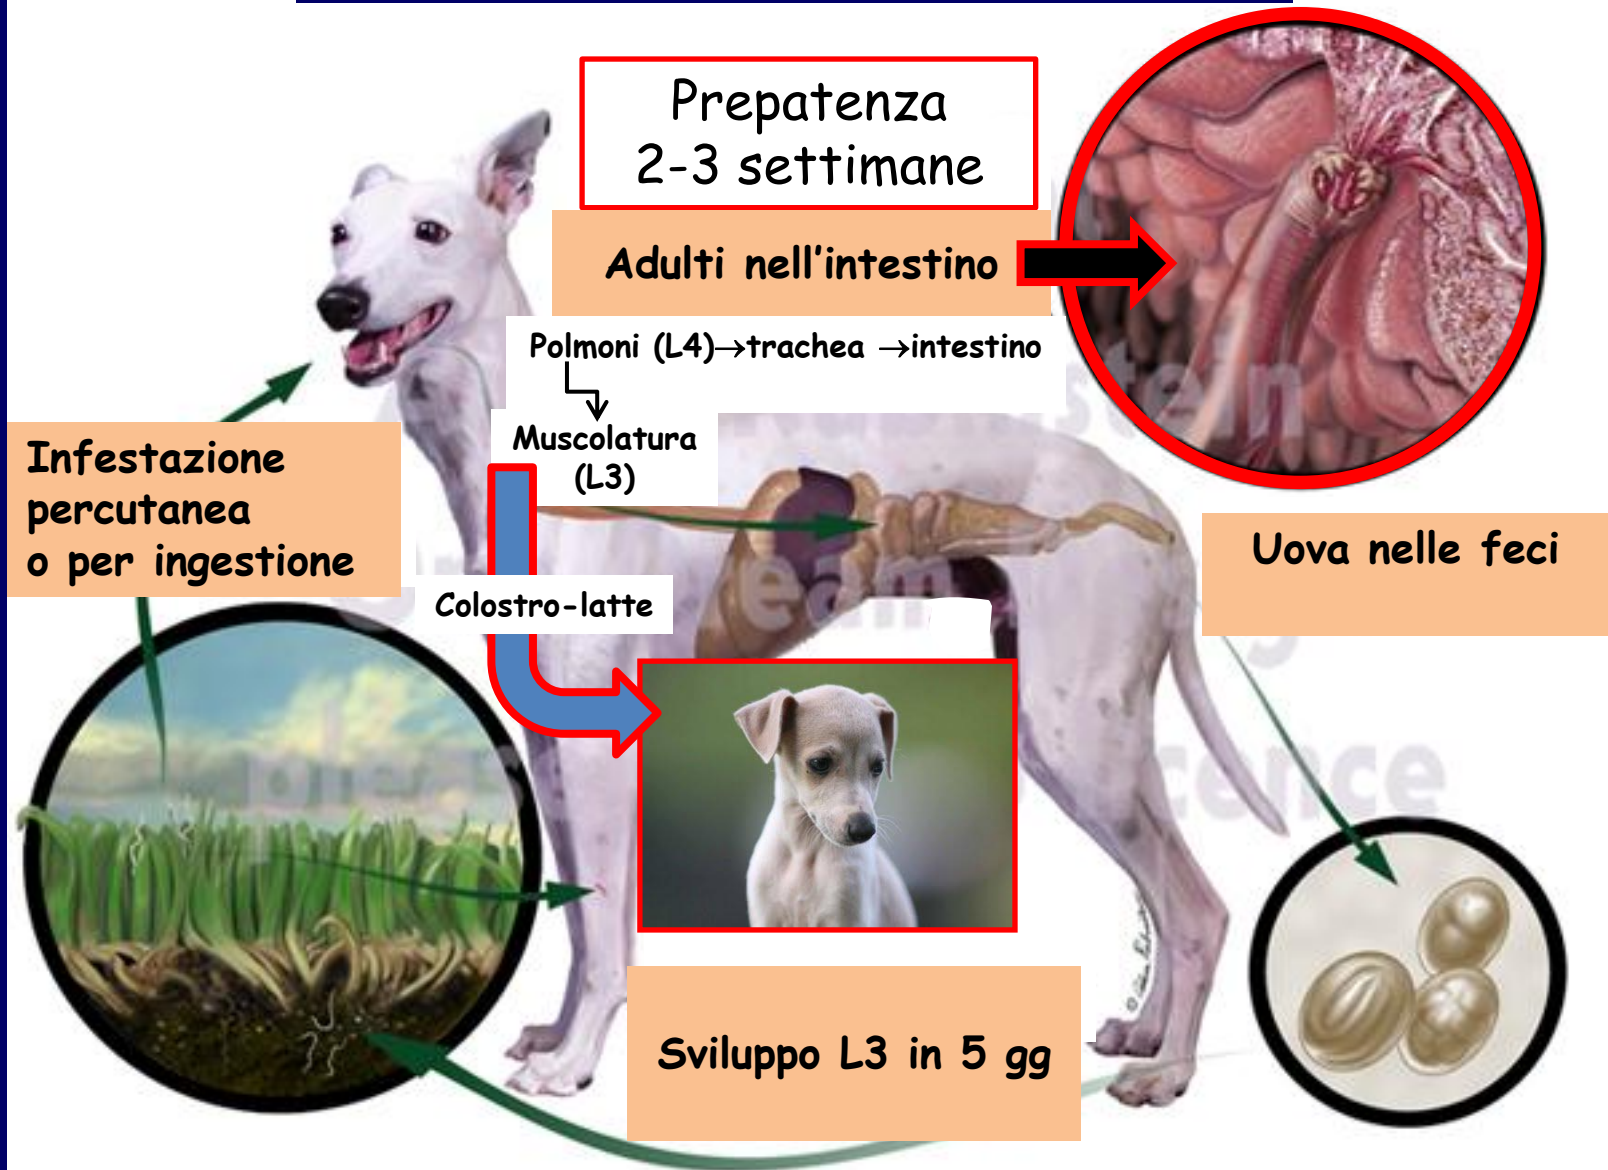 Prepatenza
2-3 settimane
Adulti nell'intestino
Polmoni (L4)→trachea →intestino
Muscolatura
(L3)
Infestazione
percutanea
o per ingestione
Uova nelle feci
Colostro-latte
Sviluppo L3 in 5 gg